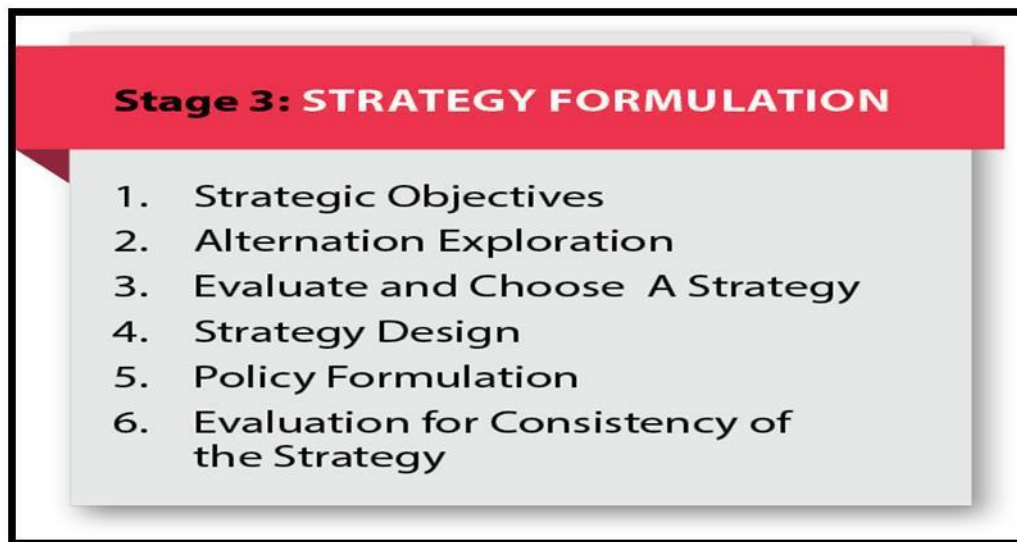 Stage 3: STRATEGY FORMULATION
1. Strategic Objectives
2. Alternation Exploration
3. Evaluate and Choose A Strategy
4. Strategy Design
5. Policy Formulation
6. Evaluation for Consistency of
the Strategy